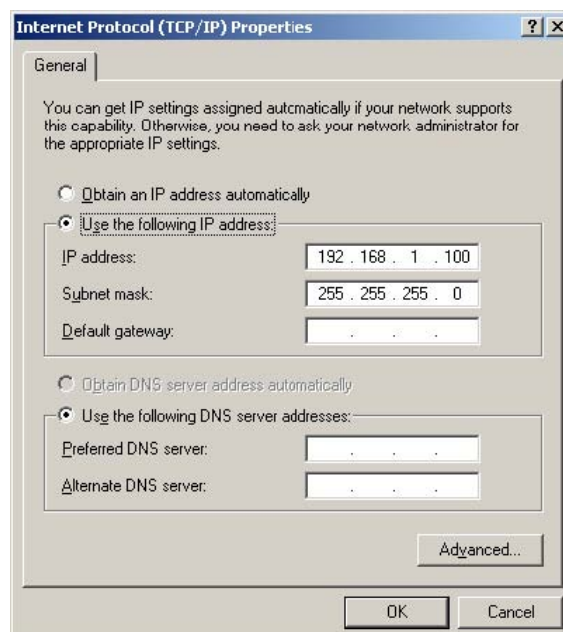 Internet Protocol (TCP/IP) Properties
General
You can get IP settings assigned automatically if your network supports
this capability. Otherwise, you need to ask your network administrator for
the appropriate IP settings.
Obtain an IP address automatically
Use the following IP address:
IP address: 192 . 168 . 1 . 100
Subnet mask: 255 . 255 . 255 . 0
Default gateway: . . .
Obtain DNS server address automatically
Use the following DNS server addresses:
Preferred DNS server: . . .
Alternate DNS server: . . .
Advanced...
OK Cancel